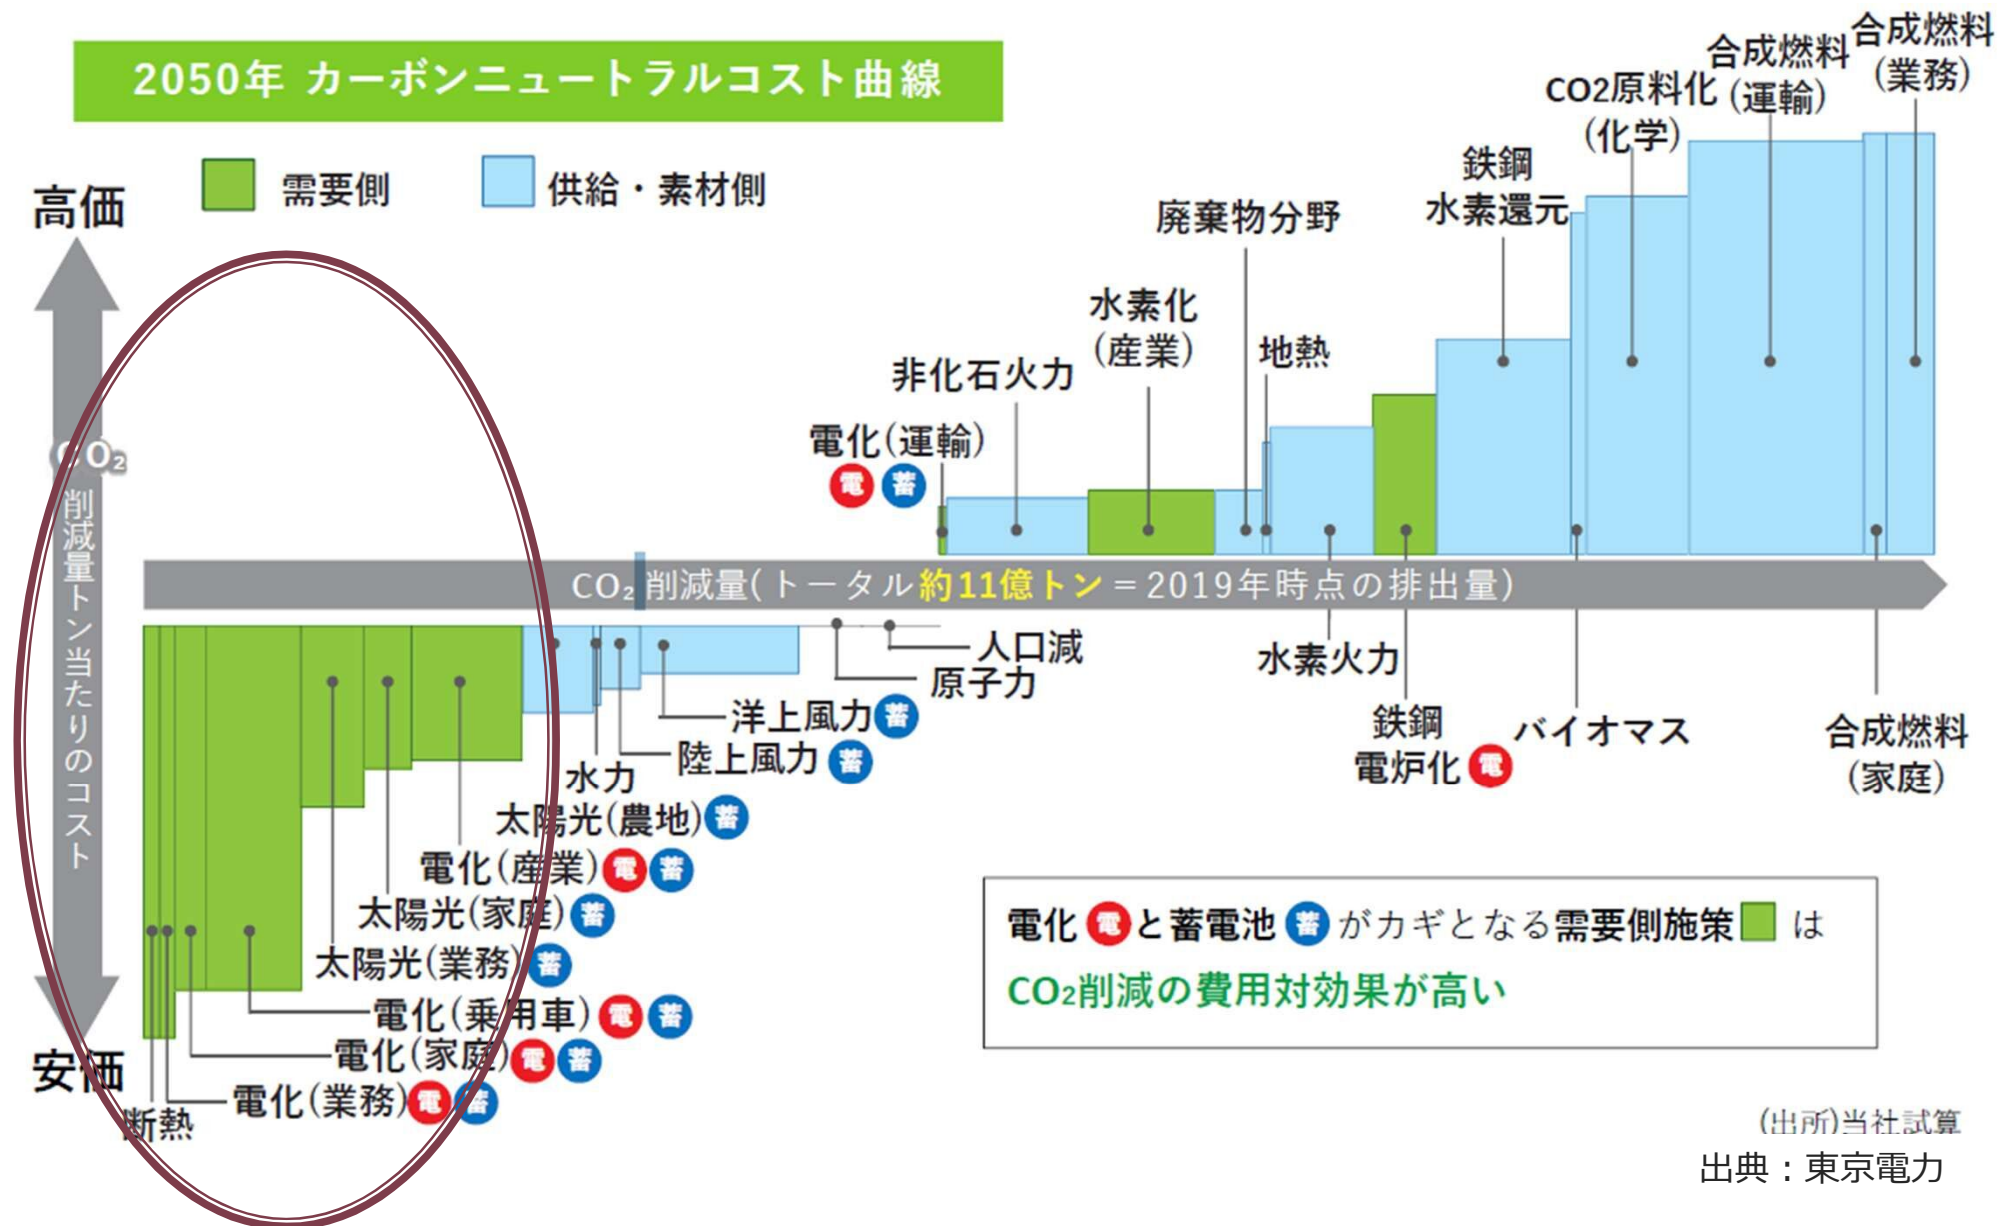 2050年 カーボンニュートラルコスト曲線
需要側
供給・素材側
高価
CO₂
削減量トン当たりのコスト
安価
合成燃料
(業務)
合成燃料
(運輸)
CO2原料化
(化学)
鉄鋼
水素還元
廃棄物分野
水素化
(産業)
地熱
非化石火力
電化(運輸)
電 蓄
CO₂削減量(トータル約11億トン=2019年時点の排出量)
人口減
原子力
洋上風力 蓄
陸上風力 蓄
水力
太陽光(農地) 蓄
電化(産業) 電 蓄
太陽光(家庭) 蓄
太陽光(業務) 蓄
電化(乗用車) 電 蓄
電化(家庭) 電 蓄
電化(業務) 電 蓄
断熱
水素火力
鉄鋼
電炉化 電
バイオマス
合成燃料
(家庭)
電化 電 と蓄電池 蓄 がカギとなる需要側施策 は
CO₂削減の費用対効果が高い
(出所)当社試算
出典：東京電力